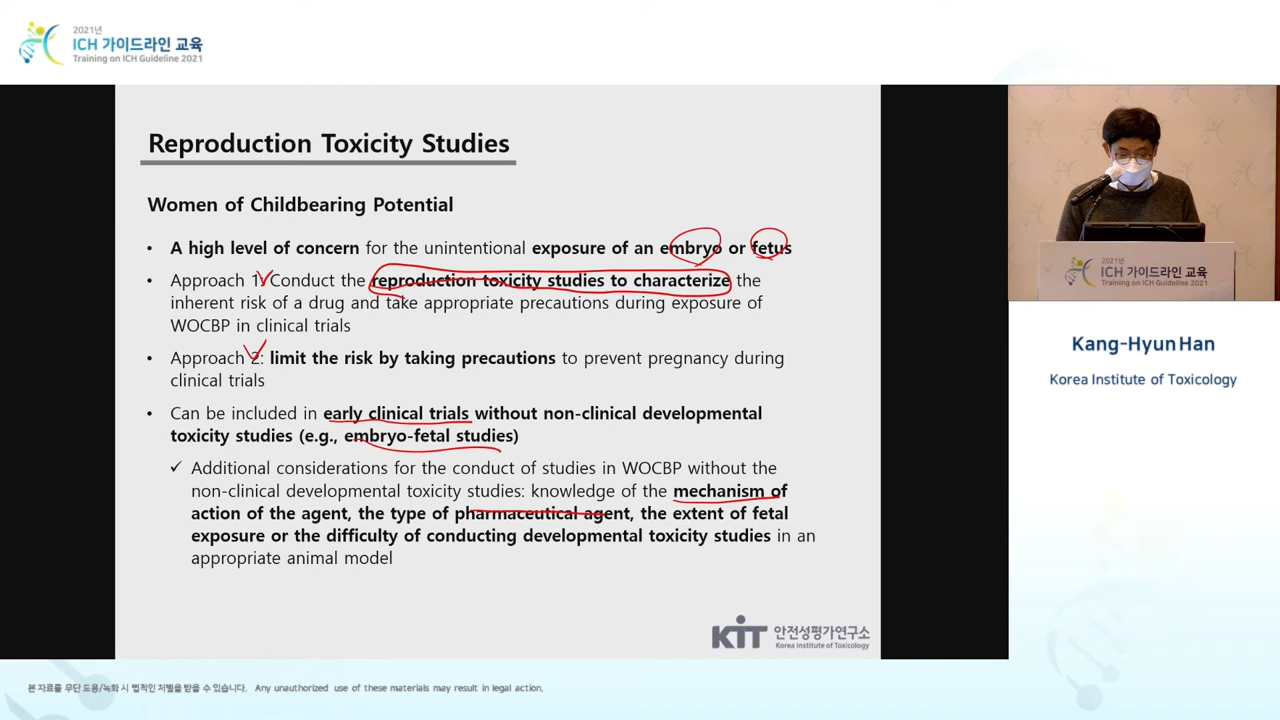 2021년
ICH 가이드라인 교육
Training on ICH Guideline 2021
Reproduction Toxicity Studies
Women of Childbearing Potential
• A high level of concern for the unintentional exposure of an embryo or fetus
• Approach 1: Conduct the reproduction toxicity studies to characterize the
inherent risk of a drug and take appropriate precautions during exposure of
WOCBP in clinical trials
• Approach 2: limit the risk by taking precautions to prevent pregnancy during
clinical trials
• Can be included in early clinical trials without non-clinical developmental
toxicity studies (e.g., embryo-fetal studies)
✓ Additional considerations for the conduct of studies in WOCBP without the
non-clinical developmental toxicity studies: knowledge of the mechanism of
action of the agent, the type of pharmaceutical agent, the extent of fetal
exposure or the difficulty of conducting developmental toxicity studies in an
appropriate animal model
KIT 안전성평가연구소
Korea Institute of Toxicology
2021년
ICH 가이드라인 교육
Training on ICH Guideline 2021
Kang-Hyun Han
Korea Institute of Toxicology
본 자료를 무단 도용/녹화 시 법적인 처벌을 받을 수 있습니다. Any unauthorized use of these materials may result in legal action.